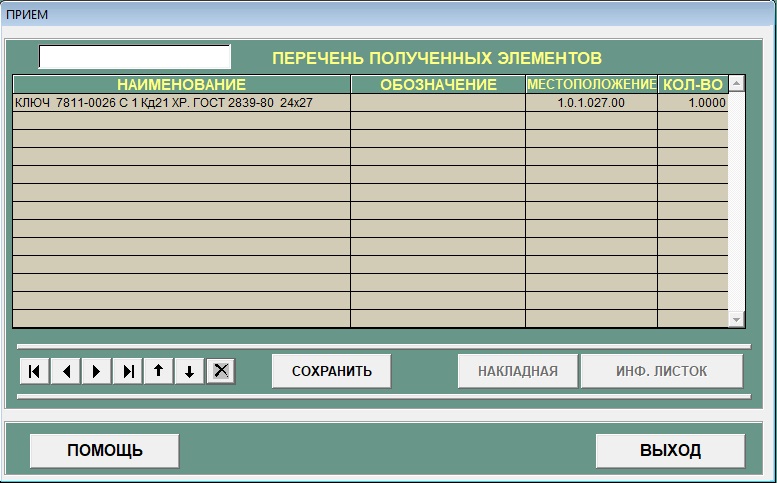 ПРИЕМ
ПЕРЕЧЕНЬ ПОЛУЧЕННЫХ ЭЛЕМЕНТОВ
НАИМЕНОВАНИЕ ОБОЗНАЧЕНИЕ МЕСТОПОЛОЖЕНИЕ КОЛ-ВО
КЛЮЧ 7811-0026 С 1 Кд21 ХР. ГОСТ 2839-80 24х27 1.0.1.027.00 1.0000
СОХРАНИТЬ НАКЛАДНАЯ ИНФ. ЛИСТОК
ПОМОЩЬ ВЫХОД